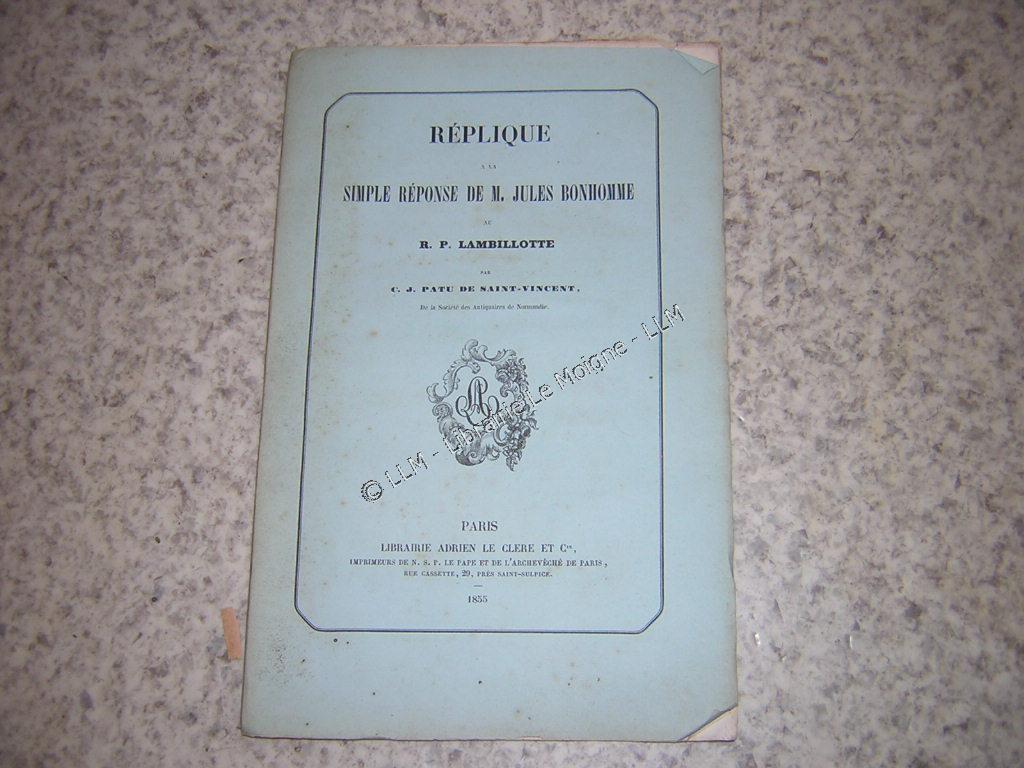 RÉPLIQUE
A LA
SIMPLE RÉPONSE DE M. JULES BONHOMME
AU
R. P. LAMBILLOTTE
PAR
C. J. PATU DE SAINT-VINCENT,
De la Société des Antiquaires de Normandie.
© LLM - Librairie Le Moigne - LLM
PARIS
LIBRAIRIE ADRIEN LE CLERE ET Cie,
IMPRIMEURS DE N. S. P. LE PAPE ET DE L'ARCHEVÊCHÉ DE PARIS,
RUE CASSETTE, 29, PRÈS SAINT-SULPICE.
1855